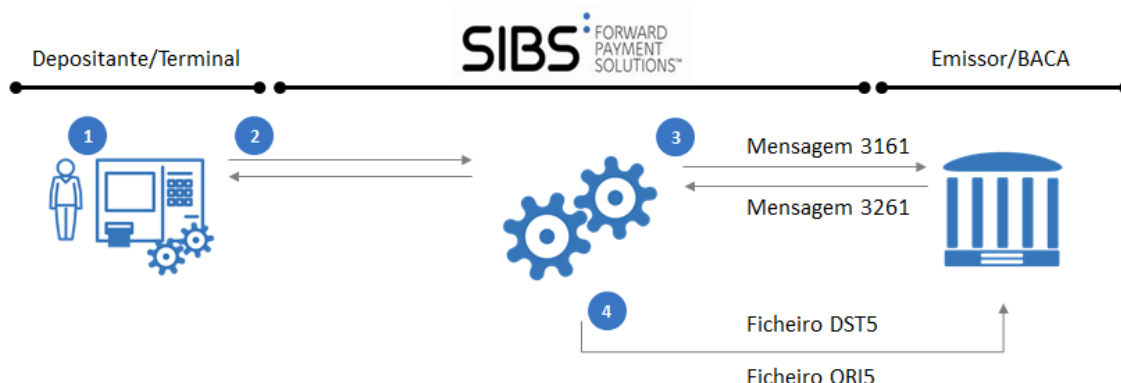 Depositante/Terminal
SIBS FORWARD
PAYMENT
SOLUTIONS™
Emissor/BACA
1
2
3
Mensagem 3161
Mensagem 3261
4
Ficheiro DST5
Ficheiro ORI5